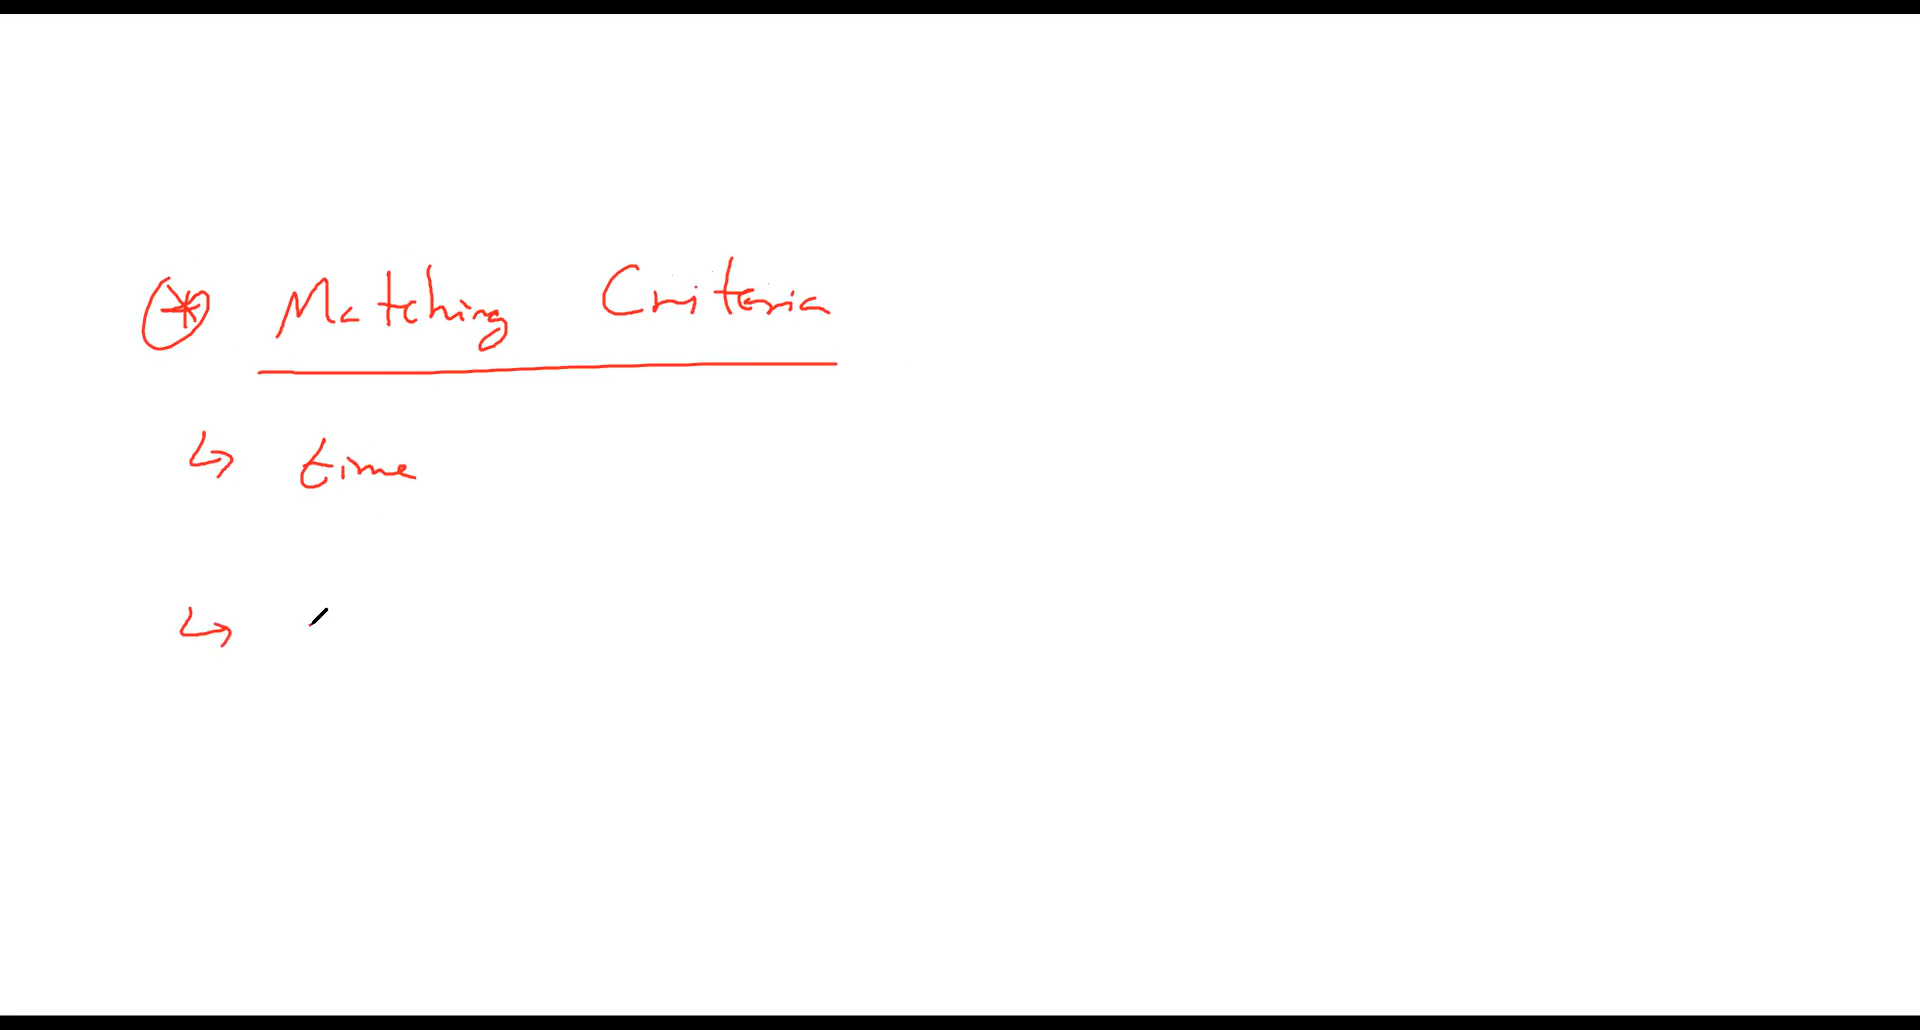 * Matching Criteria
↳ time
↳